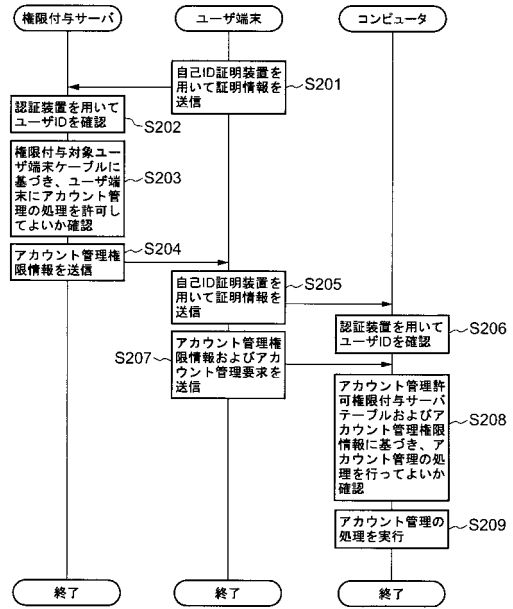 権限付与サーバ
ユーザ端末
コンピュータ
自己ID証明装置を
用いて証明情報を
送信
S201
認証装置を用いて
ユーザIDを確認
S202
権限付与対象ユー
ザ端末ケーブルに
基づき、ユーザ端
末にアカウント管
理の処理を許可し
てよいか確認
S203
アカウント管理権
限情報を送信
S204
自己ID証明装置を
用いて証明情報を
送信
S205
認証装置を用いて
ユーザIDを確認
S206
アカウント管理権
限情報およびアカ
ウント管理要求を
送信
S207
アカウント管理許
可権限付与サーバ
テーブルおよびア
カウント管理権限
情報に基づき、ア
カウント管理の処
理を行ってよいか
確認
S208
アカウント管理の
処理を実行
S209
終了
終了
終了